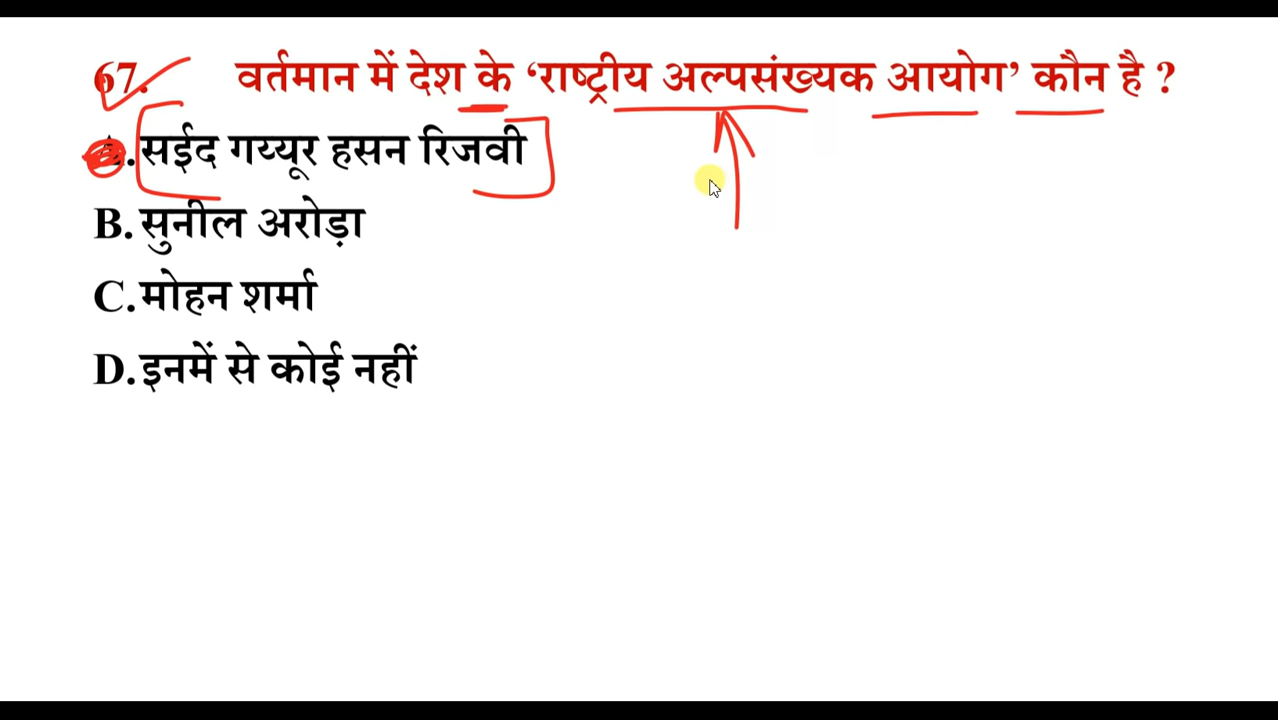 67. वर्तमान में देश के ‘राष्ट्रीय अल्पसंख्यक आयोग’ कौन है ?
.सईद गय्यूर हसन रिजवी
B.सुनील अरोड़ा
C.मोहन शर्मा
D.इनमें से कोई नहीं